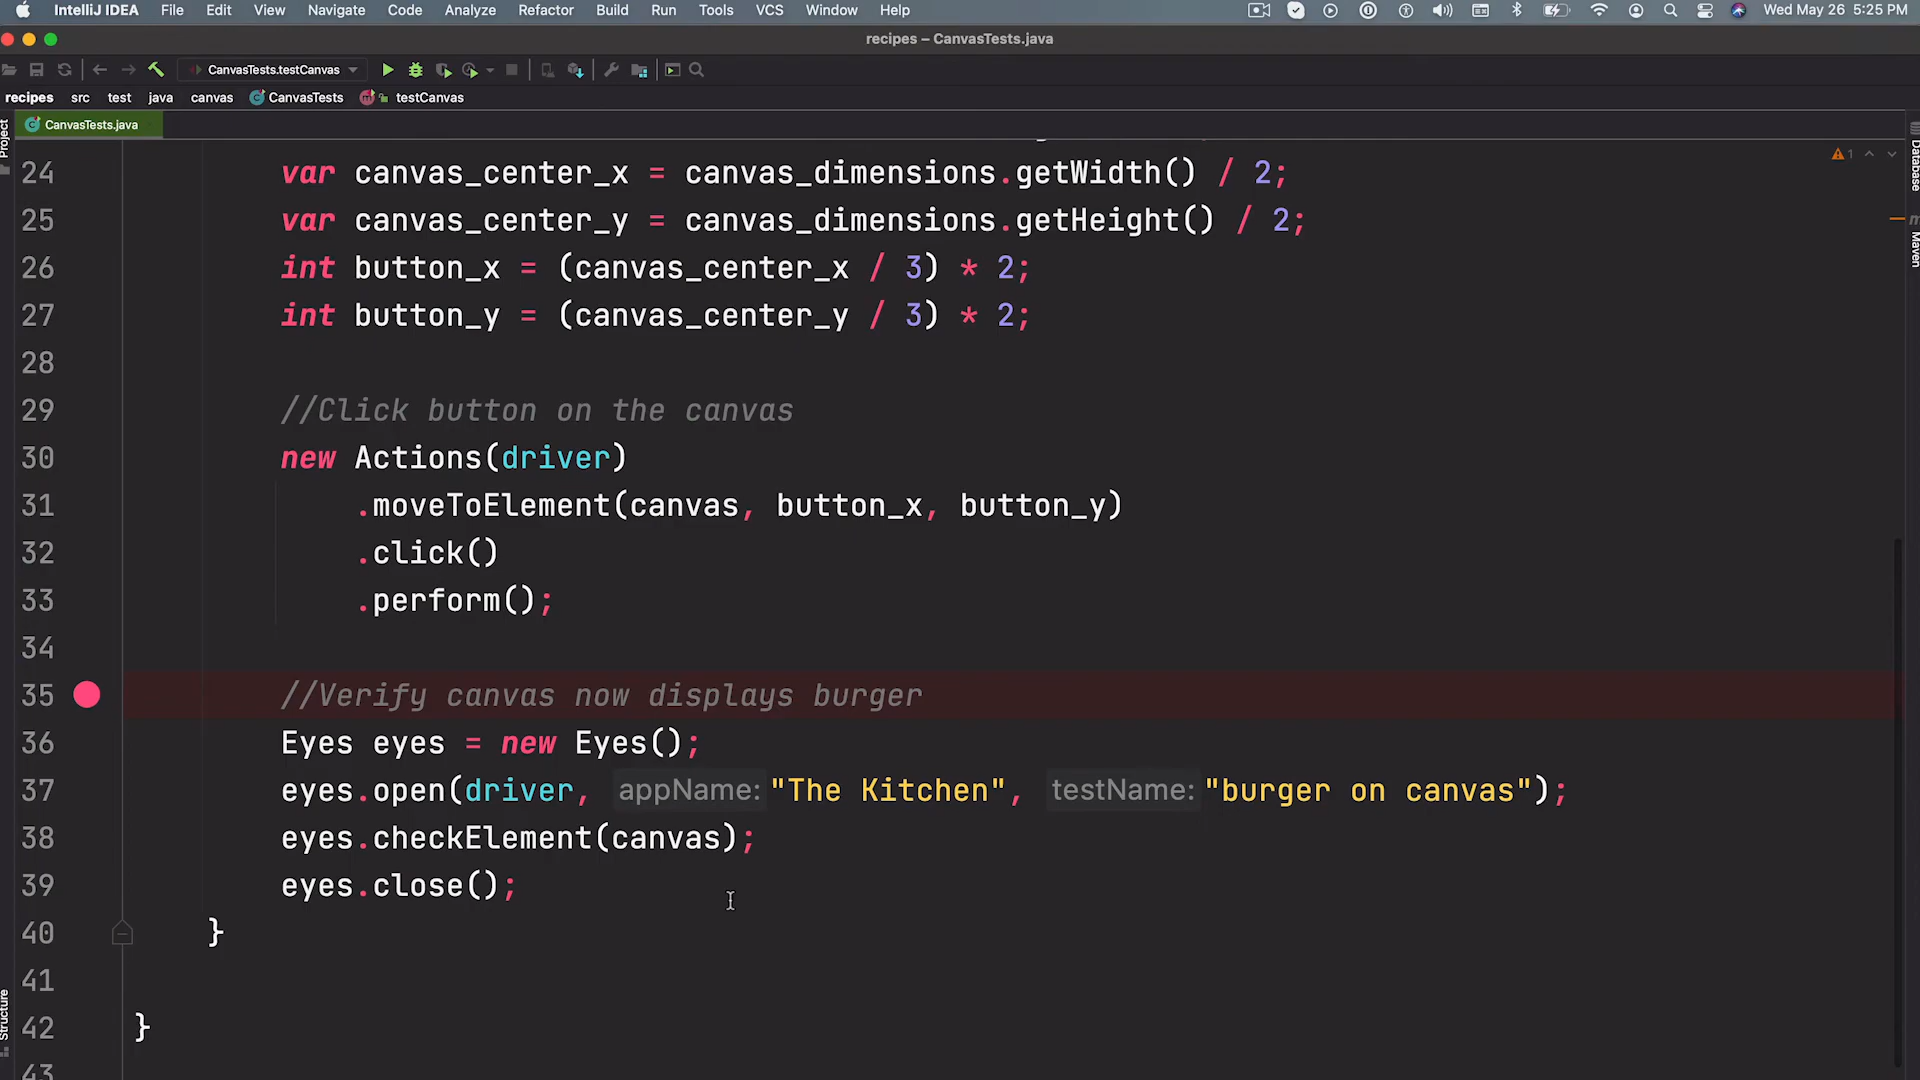 IntelliJ IDEA File Edit View Navigate Code Analyze Refactor Build Run Tools VCS Window Help Wed May 26 5:25 PM
recipes – CanvasTests.java
CanvasTests.testCanvas
recipes src test java canvas CanvasTests testCanvas
CanvasTests.java
Project
Database
Maven
Structure
1
24 var canvas_center_x = canvas_dimensions.getWidth() / 2;
25 var canvas_center_y = canvas_dimensions.getHeight() / 2;
26 int button_x = (canvas_center_x / 3) * 2;
27 int button_y = (canvas_center_y / 3) * 2;
28
29 //Click button on the canvas
30 new Actions(driver)
31 .moveToElement(canvas, button_x, button_y)
32 .click()
33 .perform();
34
35 //Verify canvas now displays burger
36 Eyes eyes = new Eyes();
37 eyes.open(driver, appName: "The Kitchen", testName: "burger on canvas");
38 eyes.checkElement(canvas);
39 eyes.close();
40 }
41
42 }
43